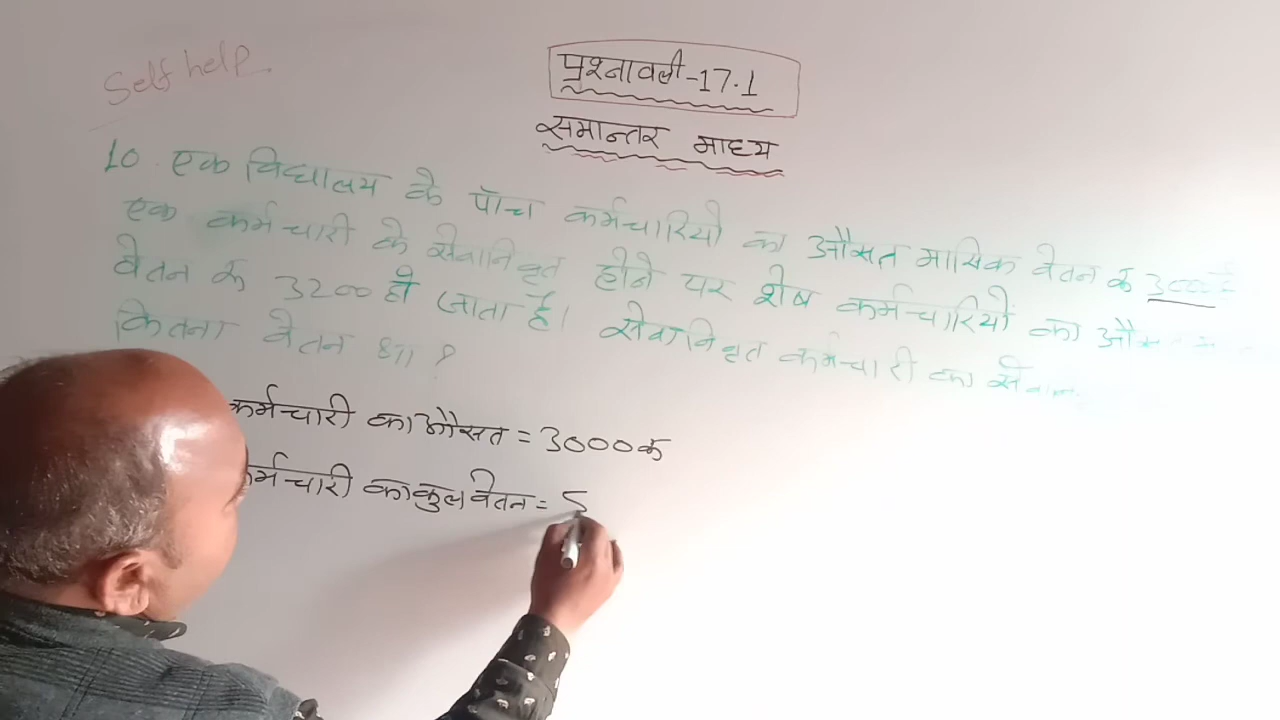 Self help
प्रश्नावली-17.1
समान्तर माध्य
10. एक विद्यालय के पाँच कर्मचारियो का औसत मासिक वेतन रू 3000 है
एक कर्मचारी के सेवानिवृत होने पर शेष कर्मचारियों का
वेतन रू 3200 हो जाता है। सेवानिवृत कर्मचारी का
कितना वेतन था ?
कर्मचारी का औसत = 3000 रू
कर्मचारी का कुल वेतन = 5